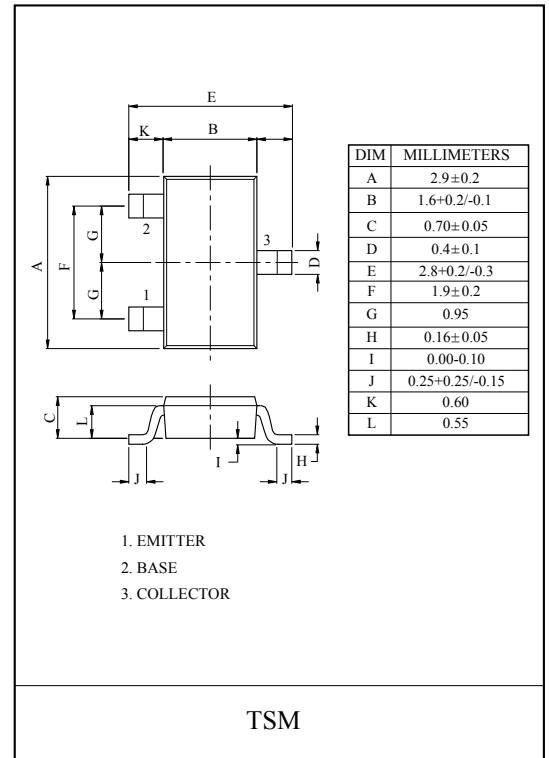 E
K B
A
F
G
G
2
1
3
D
C
L
J
I
H
J
DIM MILLIMETERS
A 2.9±0.2
B 1.6+0.2/-0.1
C 0.70±0.05
D 0.4±0.1
E 2.8+0.2/-0.3
F 1.9±0.2
G 0.95
H 0.16±0.05
I 0.00-0.10
J 0.25+0.25/-0.15
K 0.60
L 0.55
1. EMITTER
2. BASE
3. COLLECTOR
TSM